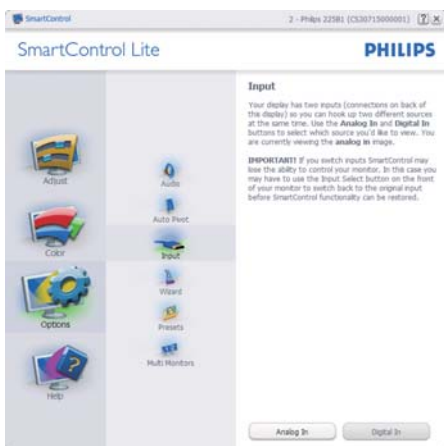 SmartControl
2 - Philips 225B1 (CS30715000001)
SmartControl Lite
PHILIPS
Adjust
Color
Options
Help
Audio
Auto Pivot
Input
Wizard
Presets
Multi Monitors
Input
Your display has two inputs (connections on back of
this display) so you can hook up two different sources
at the same time. Use the Analog In and Digital In
buttons to select which source you'd like to view. You
are currently viewing the analog in image.
IMPORTANT! If you switch inputs SmartControl may
lose the ability to control your monitor. In this case you
may have to use the Input Select button on the front
of your monitor to switch back to the original input
before SmartControl functionality can be restored.
Analog In
Digital In